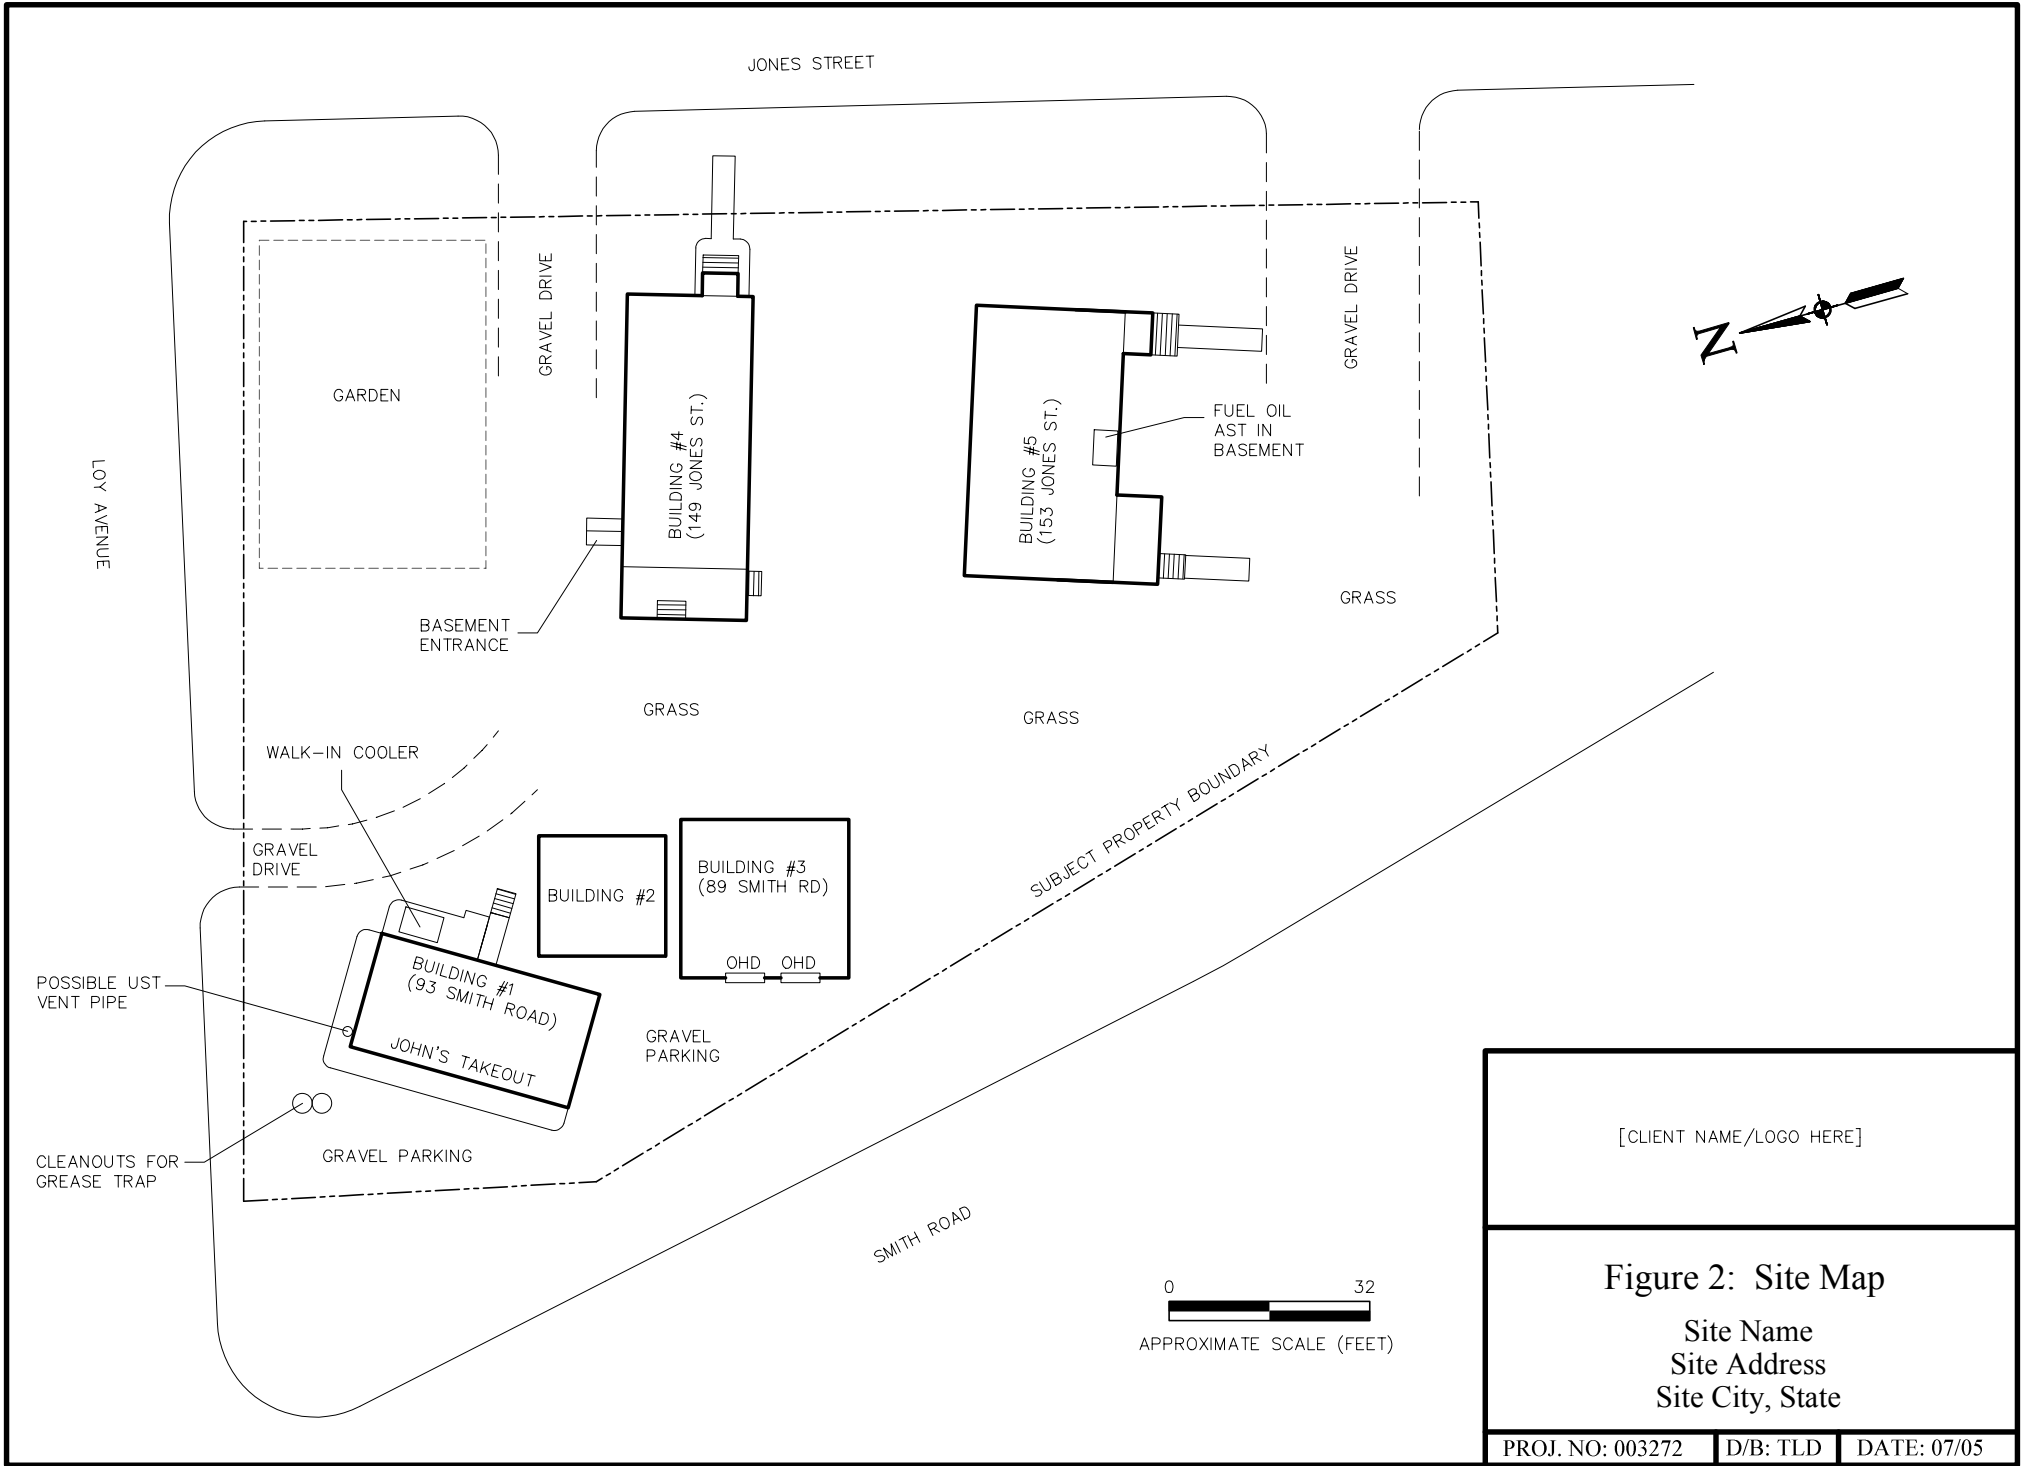 JONES STREET
GRAVEL DRIVE
GRAVEL DRIVE
N
GARDEN
BUILDING #4
(149 JONES ST.)
BUILDING #5
(153 JONES ST.)
FUEL OIL
AST IN
BASEMENT
LOY AVENUE
GRASS
BASEMENT
ENTRANCE
GRASS
GRASS
WALK-IN COOLER
SUBJECT PROPERTY BOUNDARY
GRAVEL
DRIVE
BUILDING #2
BUILDING #3
(89 SMITH RD)
OHD
OHD
POSSIBLE UST
VENT PIPE
BUILDING #1
(93 SMITH ROAD)
JOHN'S TAKEOUT
GRAVEL
PARKING
CLEANOUTS FOR
GREASE TRAP
GRAVEL PARKING
SMITH ROAD
0 32
APPROXIMATE SCALE (FEET)
[CLIENT NAME/LOGO HERE]
Figure 2: Site Map
Site Name
Site Address
Site City, State
PROJ. NO: 003272 D/B: TLD DATE: 07/05